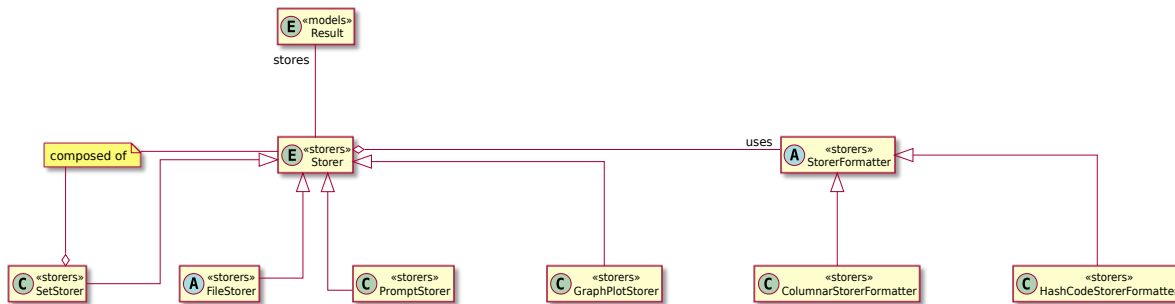 E
«models»
Result
stores
composed of
E
«storers»
Storer
uses
A
«storers»
StorerFormatter
C
«storers»
SetStorer
A
«storers»
FileStorer
C
«storers»
PromptStorer
C
«storers»
GraphPlotStorer
C
«storers»
ColumnarStorerFormatter
C
«storers»
HashCodeStorerFormatter